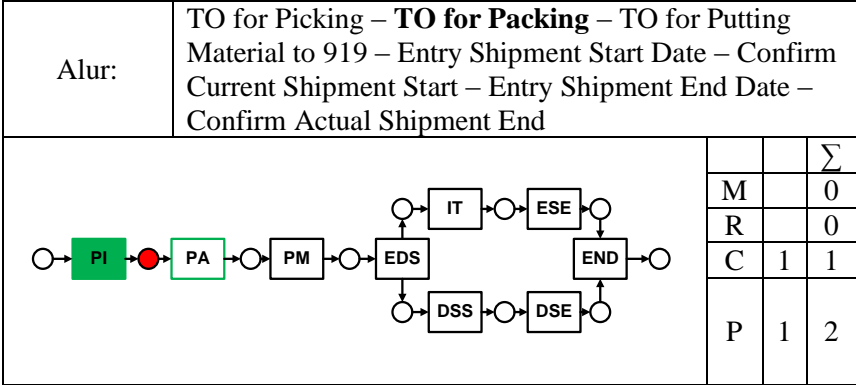 Alur:
TO for Picking – TO for Packing – TO for Putting
Material to 919 – Entry Shipment Start Date – Confirm
Current Shipment Start – Entry Shipment End Date –
Confirm Actual Shipment End
∑
M 0
R 0
C 1 1
P 1 2
IT ESE
PI PA PM EDS END
DSS DSE